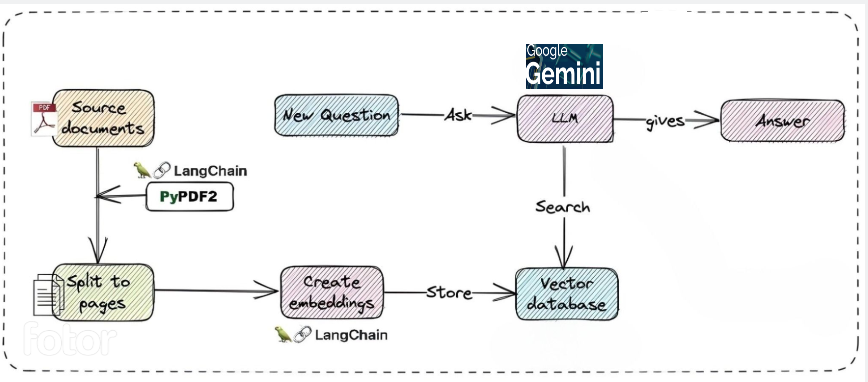 Google
Gemini
PDF
Source
documents
New Question
Ask
LLM
gives
Answer
LangChain
PyPDF2
Search
Split to
pages
Create
embeddings
Store
Vector
database
LangChain
fotor